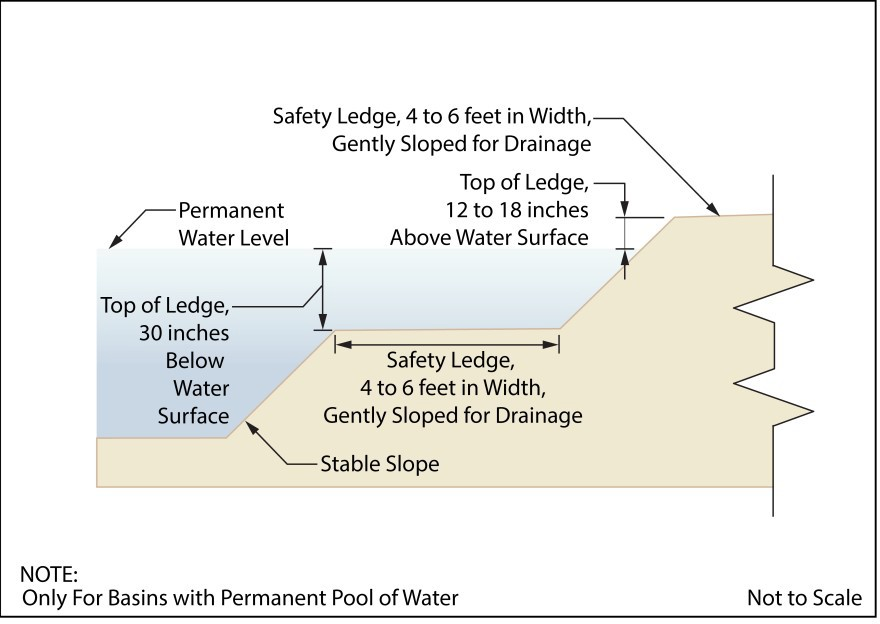 Safety Ledge, 4 to 6 feet in Width,
Gently Sloped for Drainage
Top of Ledge,
12 to 18 inches
Above Water Surface
Permanent
Water Level
Top of Ledge,
30 inches
Below
Water
Surface
Safety Ledge,
4 to 6 feet in Width,
Gently Sloped for Drainage
Stable Slope
NOTE:
Only For Basins with Permanent Pool of Water
Not to Scale